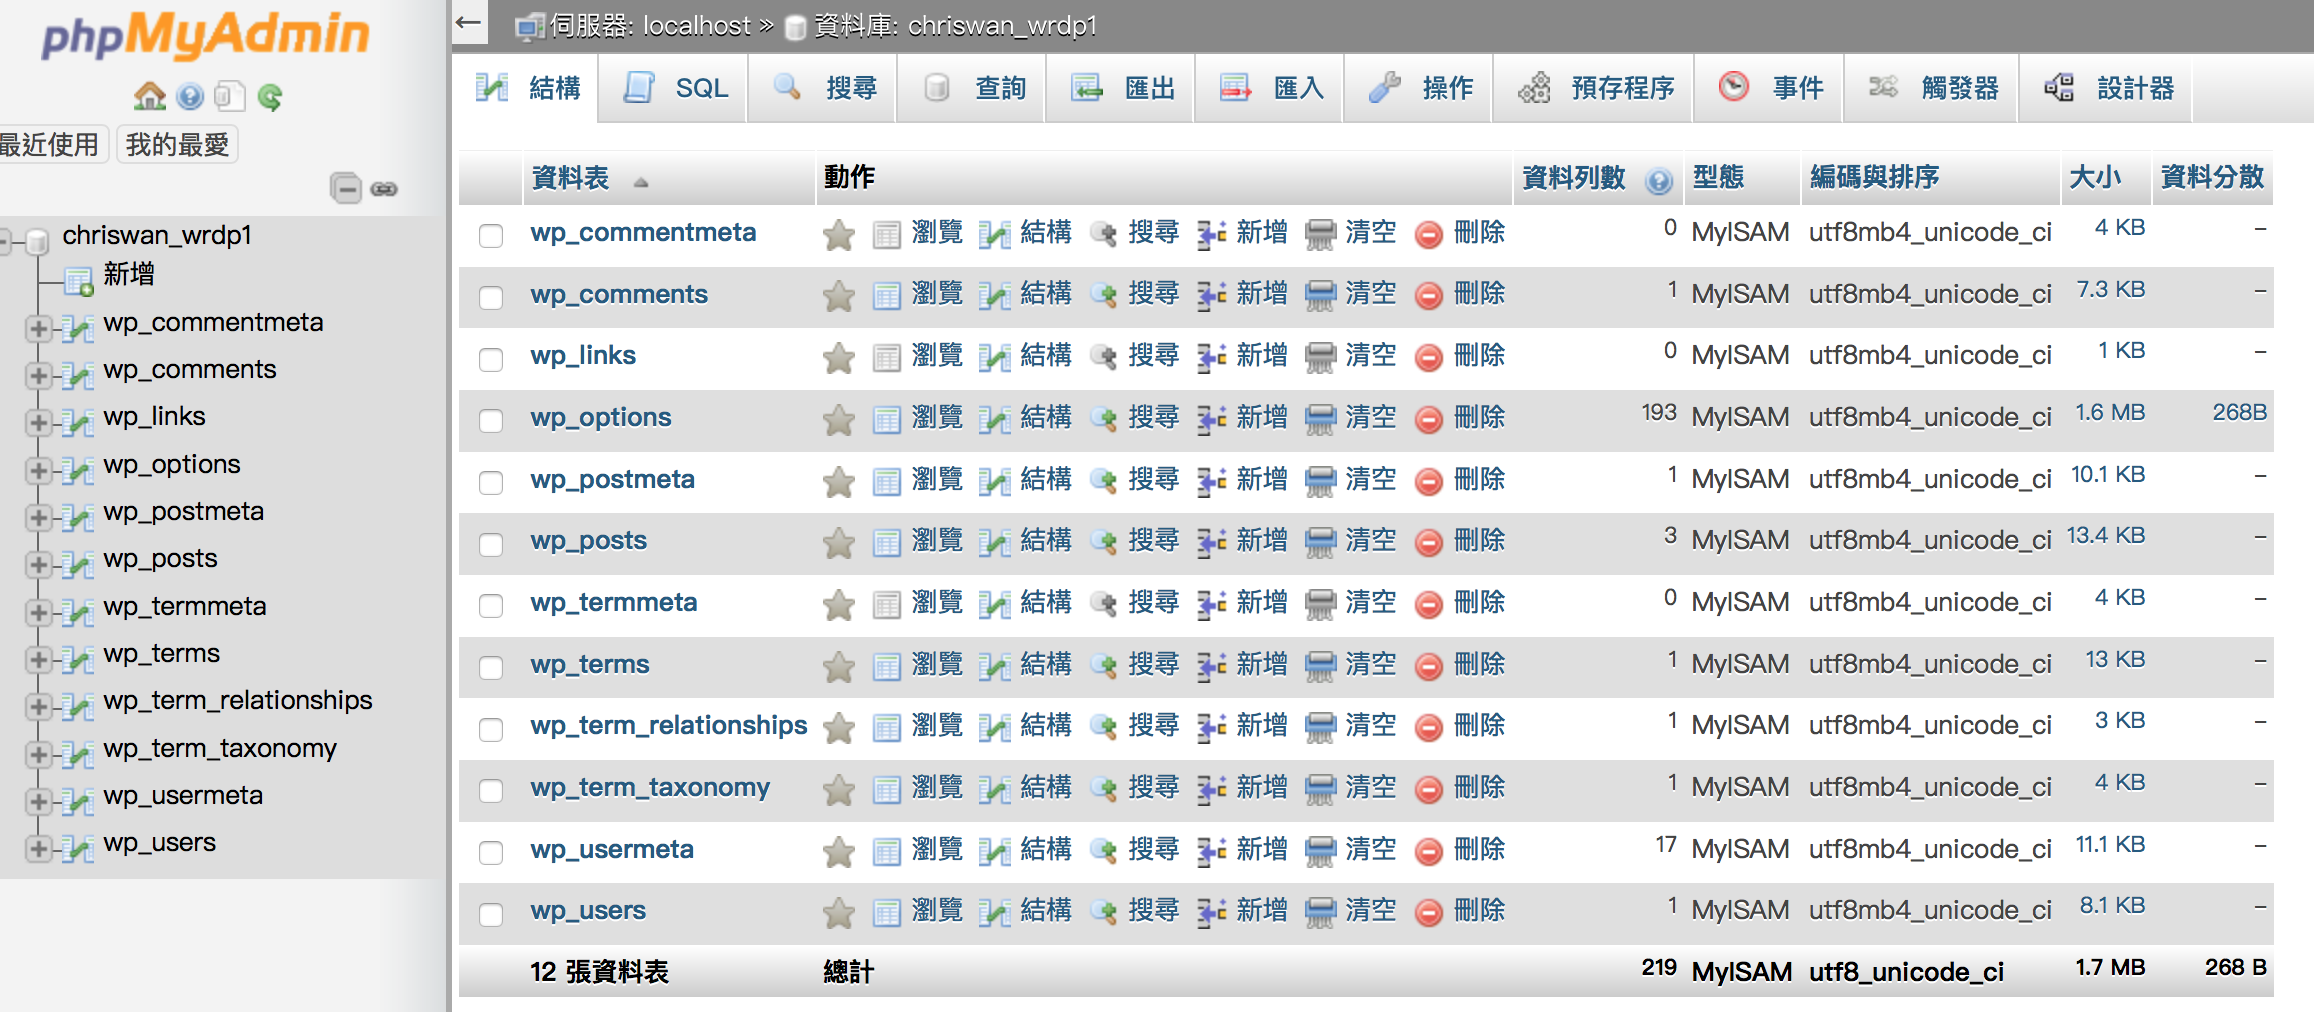 phpMyAdmin
最近使用 我的最愛
chriswan_wrdp1
新增
wp_commentmeta
wp_comments
wp_links
wp_options
wp_postmeta
wp_posts
wp_termmeta
wp_terms
wp_term_relationships
wp_term_taxonomy
wp_usermeta
wp_users
伺服器: localhost » 資料庫: chriswan_wrdp1
結構 SQL 搜尋 查詢 匯出 匯入 操作 預存程序 事件 觸發器 設計器
資料表 動作 資料列數 型態 編碼與排序 大小 資料分散
wp_commentmeta 瀏覽 結構 搜尋 新增 清空 刪除 0 MyISAM utf8mb4_unicode_ci 4 KB –
wp_comments 瀏覽 結構 搜尋 新增 清空 刪除 1 MyISAM utf8mb4_unicode_ci 7.3 KB –
wp_links 瀏覽 結構 搜尋 新增 清空 刪除 0 MyISAM utf8mb4_unicode_ci 1 KB –
wp_options 瀏覽 結構 搜尋 新增 清空 刪除 193 MyISAM utf8mb4_unicode_ci 1.6 MB 268B
wp_postmeta 瀏覽 結構 搜尋 新增 清空 刪除 1 MyISAM utf8mb4_unicode_ci 10.1 KB –
wp_posts 瀏覽 結構 搜尋 新增 清空 刪除 3 MyISAM utf8mb4_unicode_ci 13.4 KB –
wp_termmeta 瀏覽 結構 搜尋 新增 清空 刪除 0 MyISAM utf8mb4_unicode_ci 4 KB –
wp_terms 瀏覽 結構 搜尋 新增 清空 刪除 1 MyISAM utf8mb4_unicode_ci 13 KB –
wp_term_relationships 瀏覽 結構 搜尋 新增 清空 刪除 1 MyISAM utf8mb4_unicode_ci 3 KB –
wp_term_taxonomy 瀏覽 結構 搜尋 新增 清空 刪除 1 MyISAM utf8mb4_unicode_ci 4 KB –
wp_usermeta 瀏覽 結構 搜尋 新增 清空 刪除 17 MyISAM utf8mb4_unicode_ci 11.1 KB –
wp_users 瀏覽 結構 搜尋 新增 清空 刪除 1 MyISAM utf8mb4_unicode_ci 8.1 KB –
12 張資料表 總計 219 MyISAM utf8_unicode_ci 1.7 MB 268 B